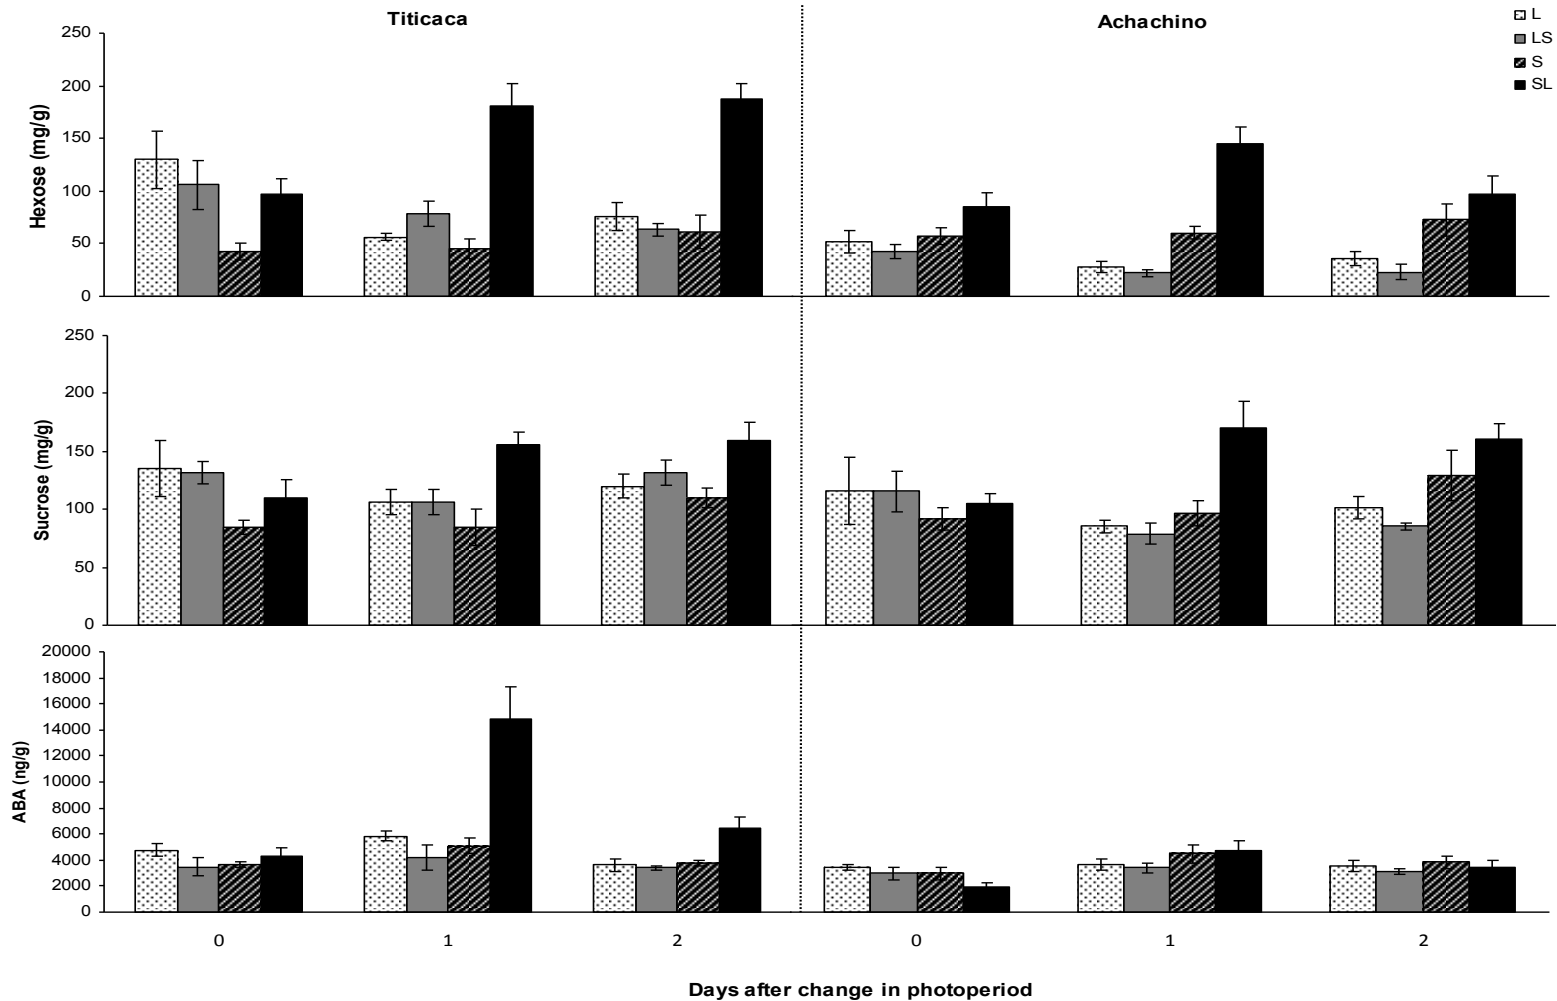 Titicaca
Achachino
L
LS
S
SL
Hexose (mg/g)
250
200
150
100
50
0
Sucrose (mg/g)
250
200
150
100
50
0
ABA (ng/g)
20000
18000
16000
14000
12000
10000
8000
6000
4000
2000
0
0 1 2 0 1 2
Days after change in photoperiod